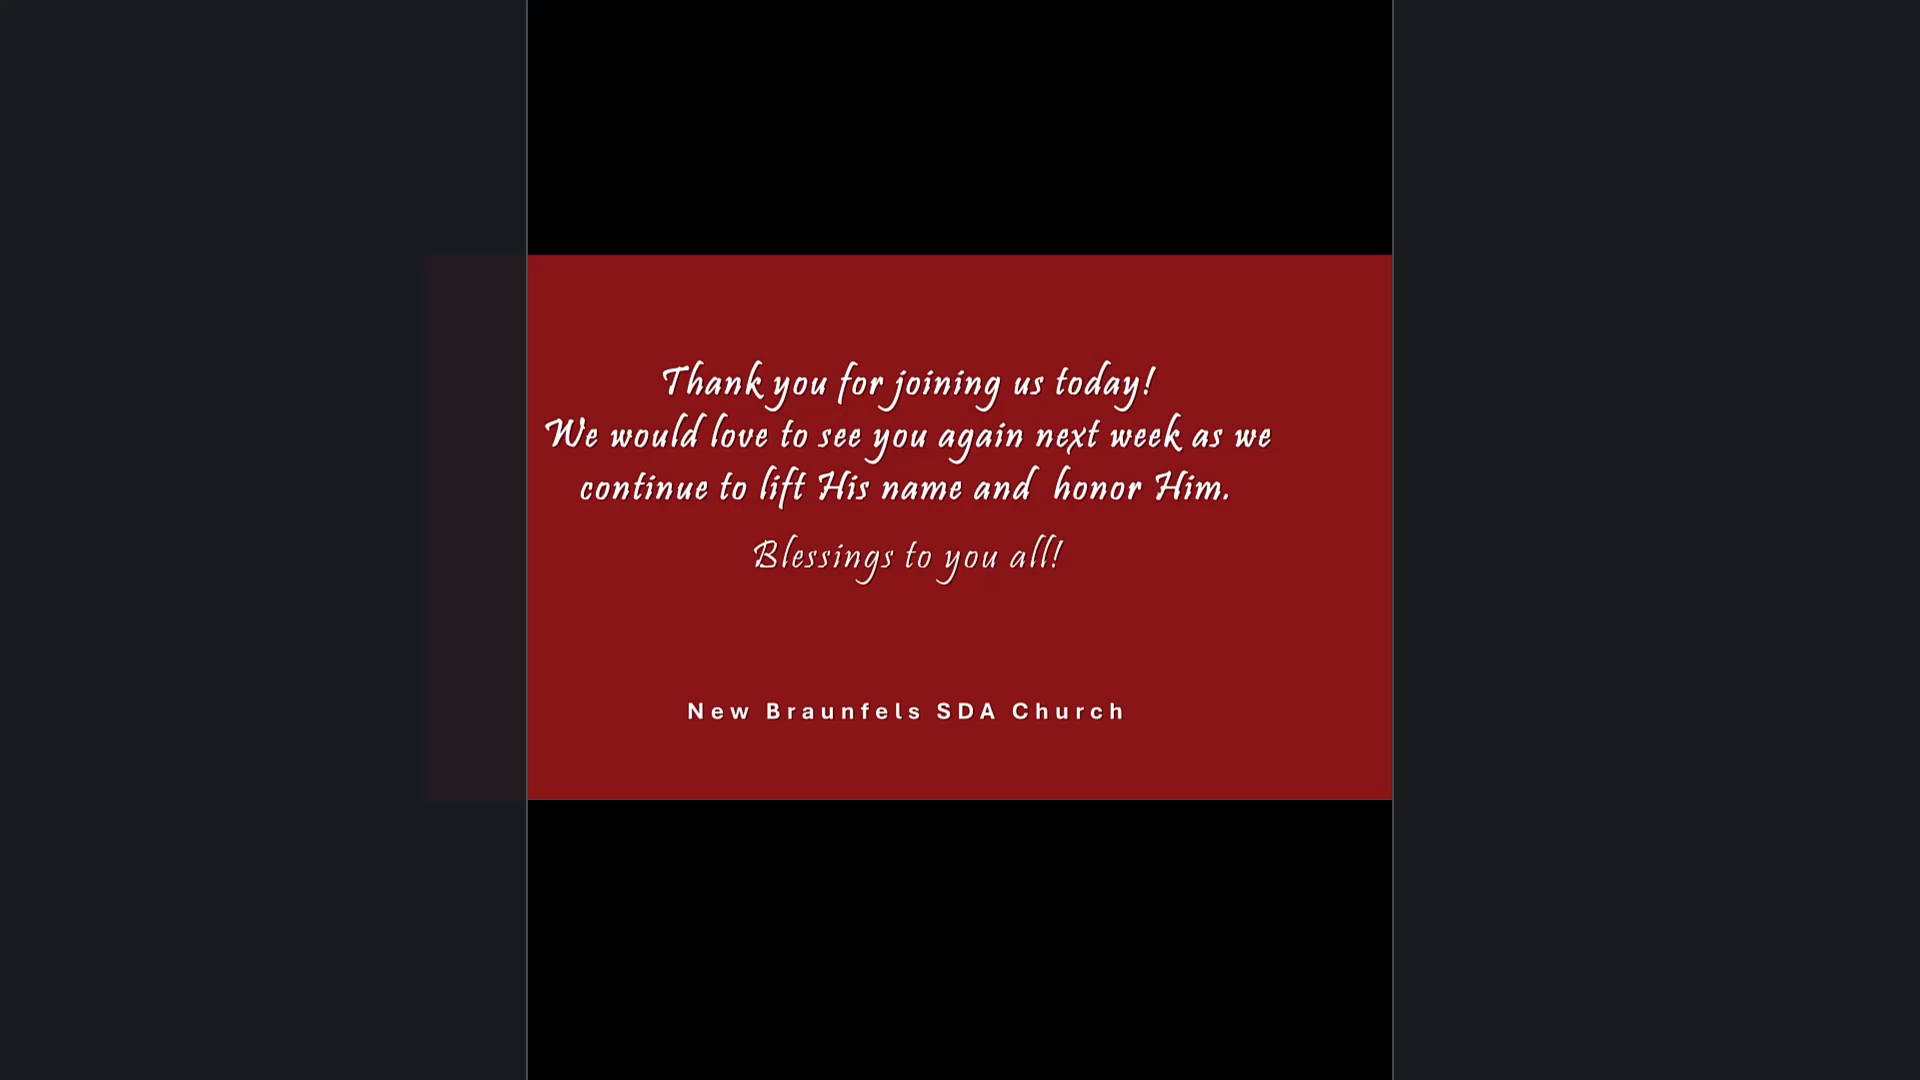 Thank you for joining us today!
We would love to see you again next week as we
continue to lift His name and  honor Him.
Blessings to you all!
New Braunfels SDA Church